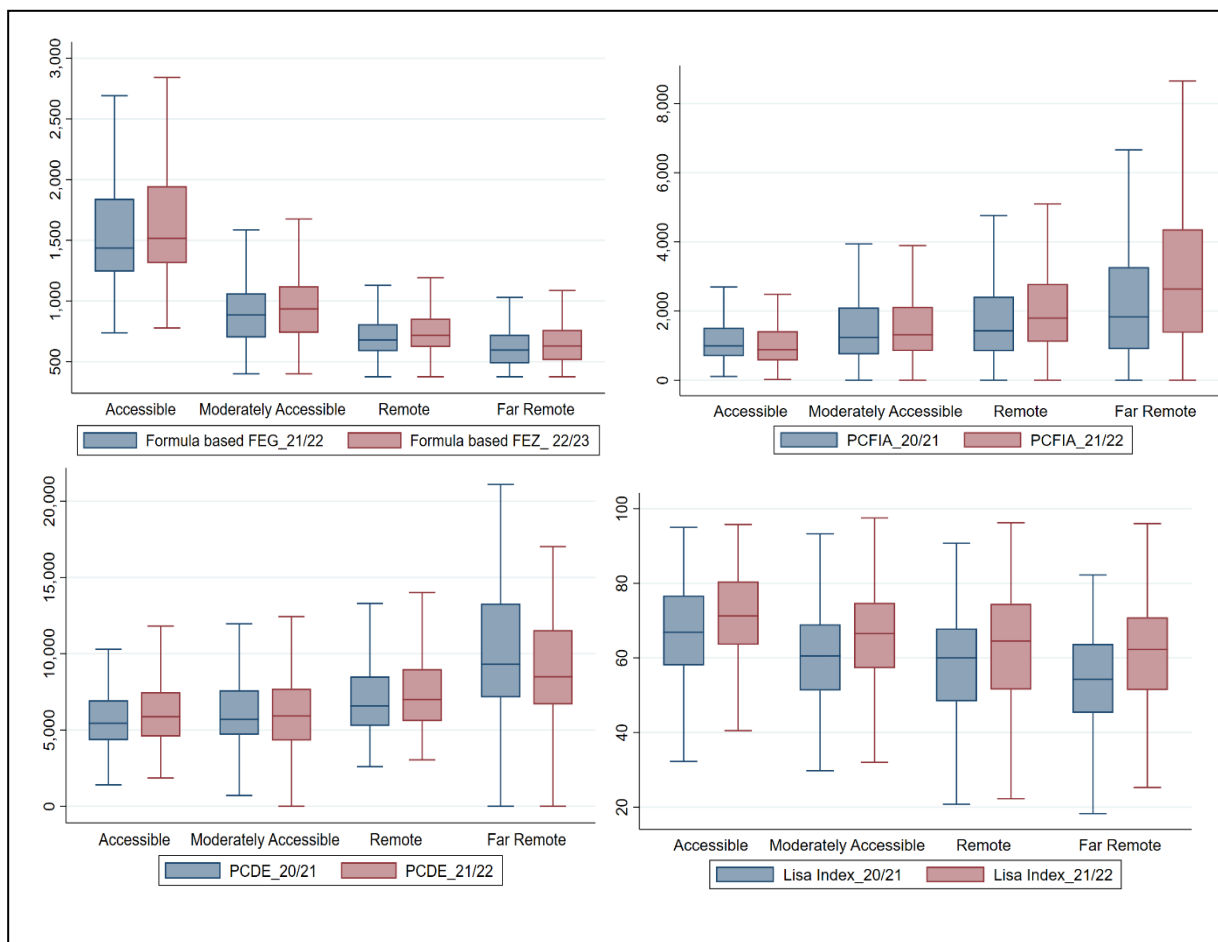 3,000
2,500
2,000
1,500
1,000
500
Accessible Moderately Accessible Remote Far Remote
Formula based FEG_21/22 Formula based FEZ_ 22/23
8,000
6,000
4,000
2,000
0
Accessible Moderately Accessible Remote Far Remote
PCFIA_20/21 PCFIA_21/22
20,000
15,000
10,000
5,000
0
Accessible Moderately Accessible Remote Far Remote
PCDE_20/21 PCDE_21/22
100
80
60
40
20
Accessible Moderately Accessible Remote Far Remote
Lisa Index_20/21 Lisa Index_21/22